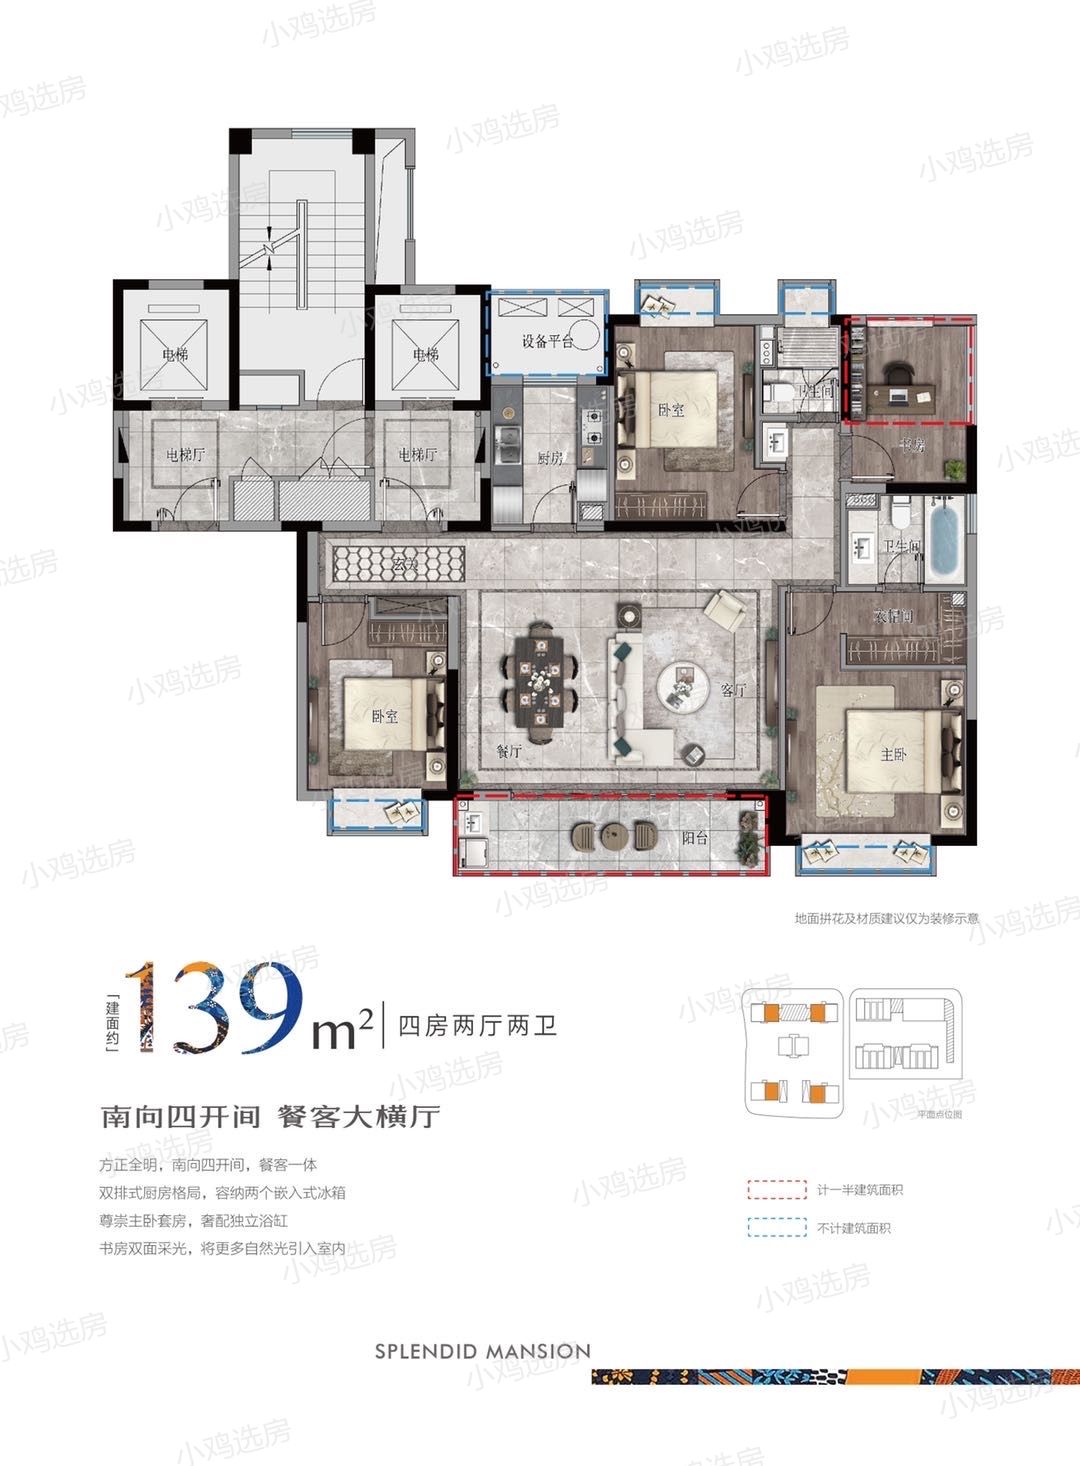 电梯
电梯
设备平台
卧室
卫生间
书房
电梯厅
电梯厅
厨房
卫生间
玄关
衣帽间
卧室
客厅
餐厅
主卧
阳台
地面拼花及材质建议仅为装修示意
「建面约」
139m²
四房两厅两卫
南向四开间 餐客大横厅
方正全明，南向四开间，餐客一体
双排式厨房格局，容纳两个嵌入式冰箱
尊崇主卧套房，奢配独立浴缸
书房双面采光，将更多自然光引入室内
平面点位图
计一半建筑面积
不计建筑面积
SPLENDID MANSION
小鸡选房